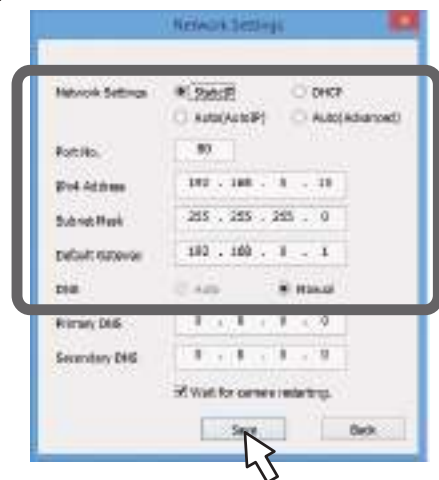 Network Settings
Network Settings Static IP DHCP
Auto(AutoIP) Auto(Advanced)
Port No. 80
IPv4 Address 192 . 168 . 0 . 10
Subnet Mask 255 . 255 . 255 . 0
Default Gateway 192 . 168 . 0 . 1
DNS Auto Manual
Primary DNS 0 . 0 . 0 . 0
Secondary DNS 0 . 0 . 0 . 0
Wait for camera restarting.
Save Back